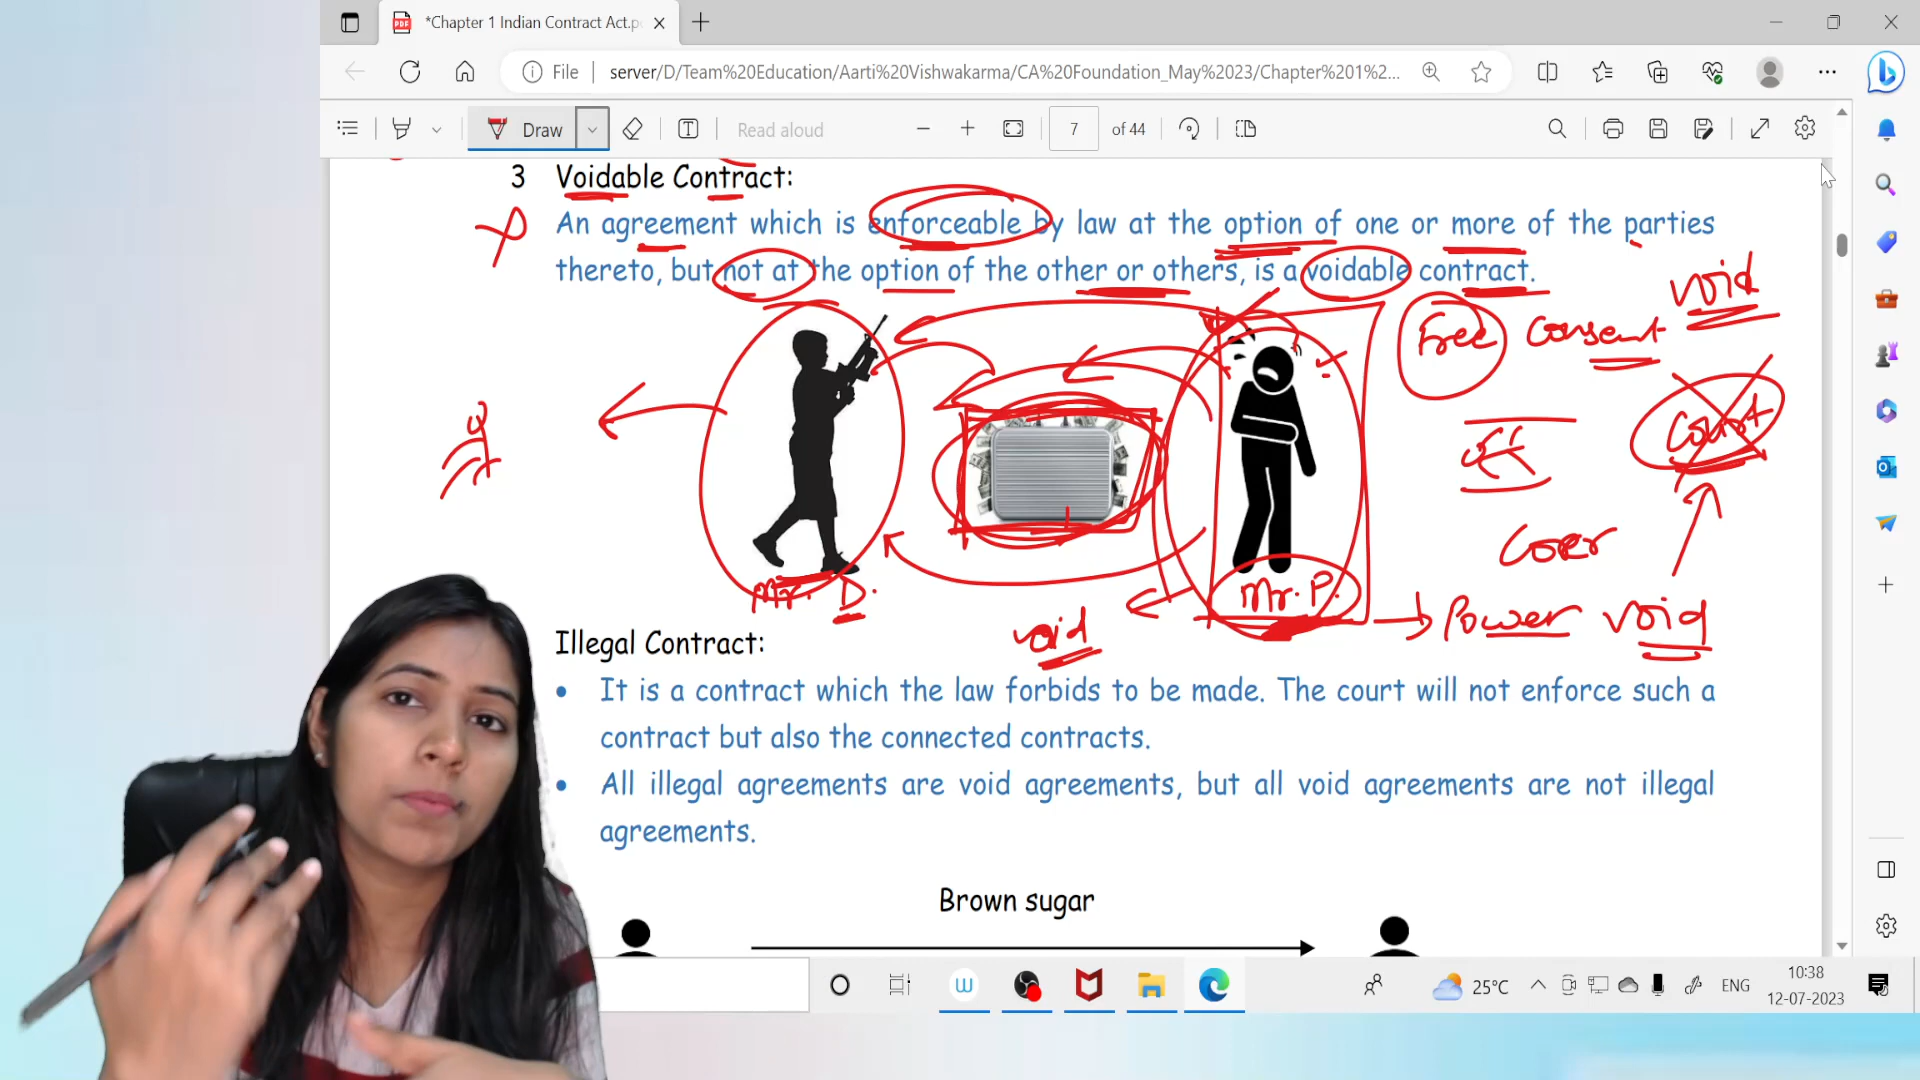 *Chapter 1 Indian Contract Act.p
File
server/D/Team%20Education/Aarti%20Vishwakarma/CA%20Foundation_May%2023/Chapter%201%2...
Draw
Read aloud
7 of 44
3 Voidable Contract:
An agreement which is enforceable by law at the option of one or more of the parties
thereto, but not at the option of the other or others, is a voidable contract.
void
Free Consent
Court
Mr. D.
Mr. P.
void
Power void
Illegal Contract:
• It is a contract which the law forbids to be made. The court will not enforce such a
contract but also the connected contracts.
• All illegal agreements are void agreements, but all void agreements are not illegal
agreements.
Brown sugar
25°C
ENG
10:38
12-07-2023